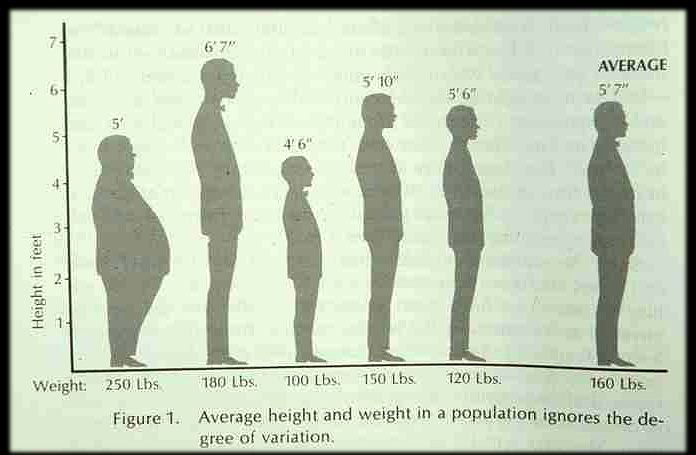 7
6' 7"
AVERAGE
6
5' 10"
5' 6"
5' 7"
5
5'
4' 6"
4
3
2
1
Height in feet
Weight: 250 Lbs. 180 Lbs. 100 Lbs. 150 Lbs. 120 Lbs. 160 Lbs.
Figure 1. Average height and weight in a population ignores the de-
gree of variation.